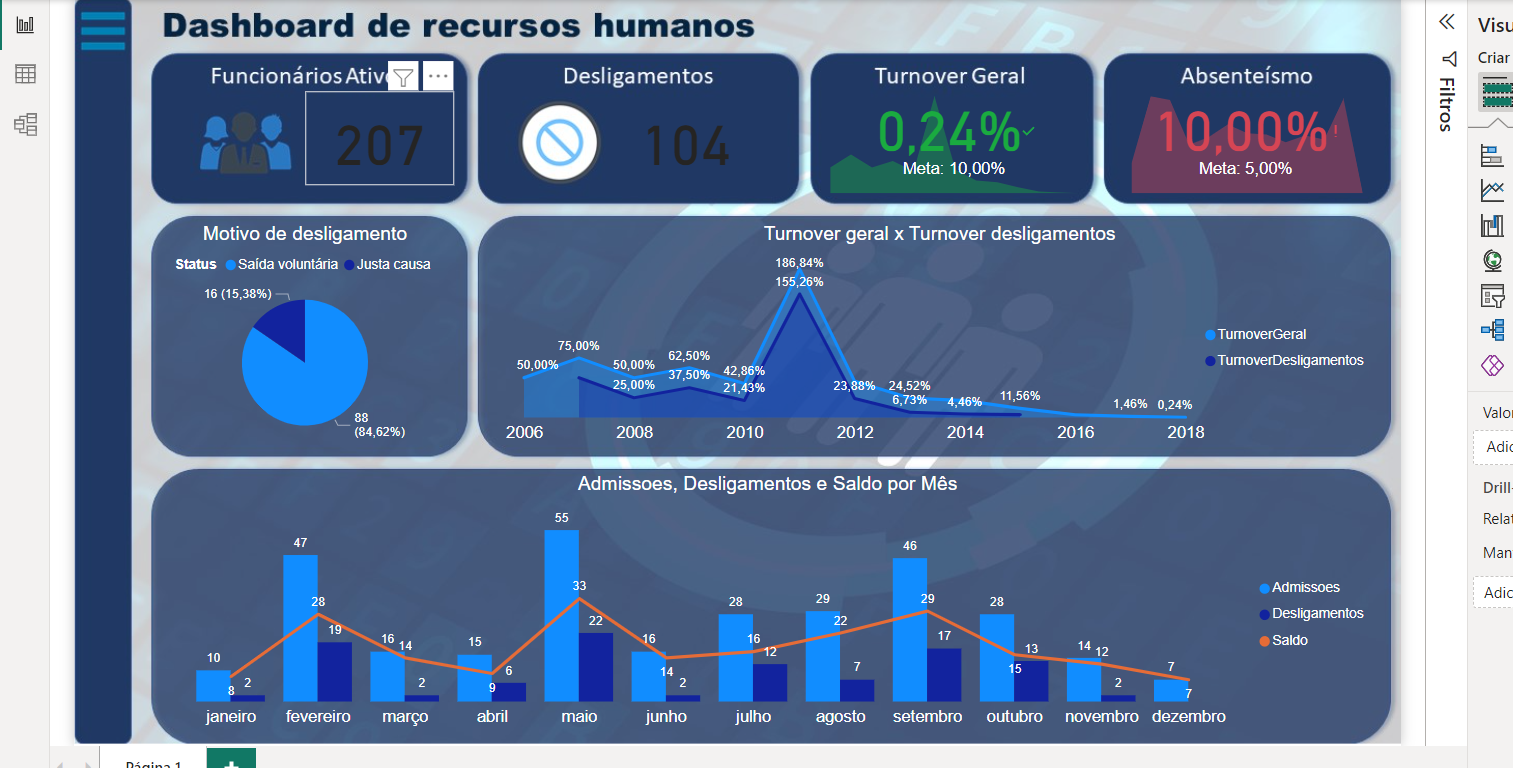 Dashboard de recursos humanos
Funcionários Ativ
207
Desligamentos
104
Turnover Geral
0,24%
Meta: 10,00%
Absenteísmo
10,00% !
Meta: 5,00%
Motivo de desligamento
Status Saída voluntária Justa causa
16 (15,38%)
88
(84,62%)
Turnover geral x Turnover desligamentos
186,84%
155,26%
75,00%
50,00%
50,00%
62,50%
42,86%
25,00%
37,50%
21,43%
23,88%
24,52%
6,73%
4,46%
11,56%
1,46%
0,24%
TurnoverGeral
TurnoverDesligamentos
2006 2008 2010 2012 2014 2016 2018
Admissoes, Desligamentos e Saldo por Mês
10
8
2
47
28
19
16
14
2
15
9
6
55
33
22
16
14
2
28
16
12
29
22
7
46
29
17
28
13
15
14
12
2
7
7
Admissoes
Desligamentos
Saldo
janeiro fevereiro março abril maio junho julho agosto setembro outubro novembro dezembro
Filtros
Visu
Criar
Valor
Adic
Drill-
Relat
Man
Adic
Página 1